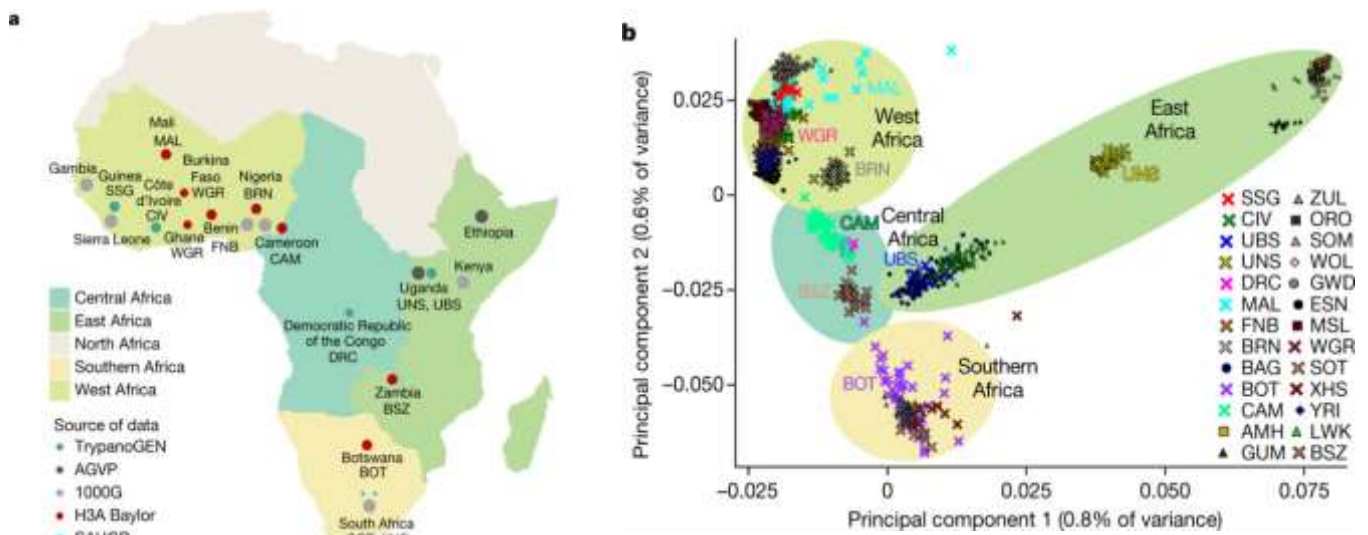 a
Mali
MAL
Gambia
Guinea
SSG
Côte
d'Ivoire
CIV
Burkina
Faso
WGR
Nigeria
BRN
Sierra Leone
Ghana
WGR
Benin
FNB
Cameroon
CAM
Ethiopia
Kenya
Uganda
UNS, UBS
Democratic Republic
of the Congo
DRC
Zambia
BSZ
Botswana
BOT
South Africa
Central Africa
East Africa
North Africa
Southern Africa
West Africa
Source of data
TrypanoGEN
AGVP
1000G
H3A Baylor
b
Principal component 2 (0.6% of variance)
0.025
0
-0.025
-0.050
-0.025
0
0.025
0.050
0.075
Principal component 1 (0.8% of variance)
MAL
West
Africa
WGR
BRN
East
Africa
UNS
CAM
Central
Africa
UBS
BSZ
BOT
Southern
Africa
SSG
CIV
UBS
UNS
DRC
MAL
FNB
BRN
BAG
BOT
CAM
AMH
GUM
ZUL
ORO
SOM
WOL
GWD
ESN
MSL
WGR
SOT
XHS
YRI
LWK
BSZ